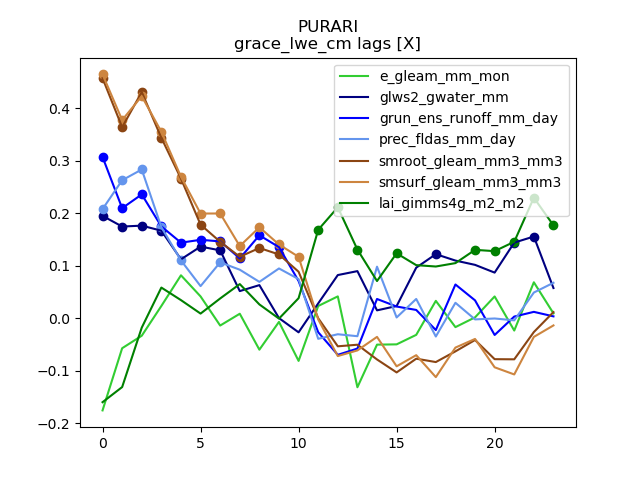 PURARI
grace_lwe_cm lags [X]
e_gleam_mm_mon
glws2_gwater_mm
grun_ens_runoff_mm_day
prec_fldas_mm_day
smroot_gleam_mm3_mm3
smsurf_gleam_mm3_mm3
lai_gimms4g_m2_m2
0.4
0.3
0.2
0.1
0.0
−0.1
−0.2
0 5 10 15 20